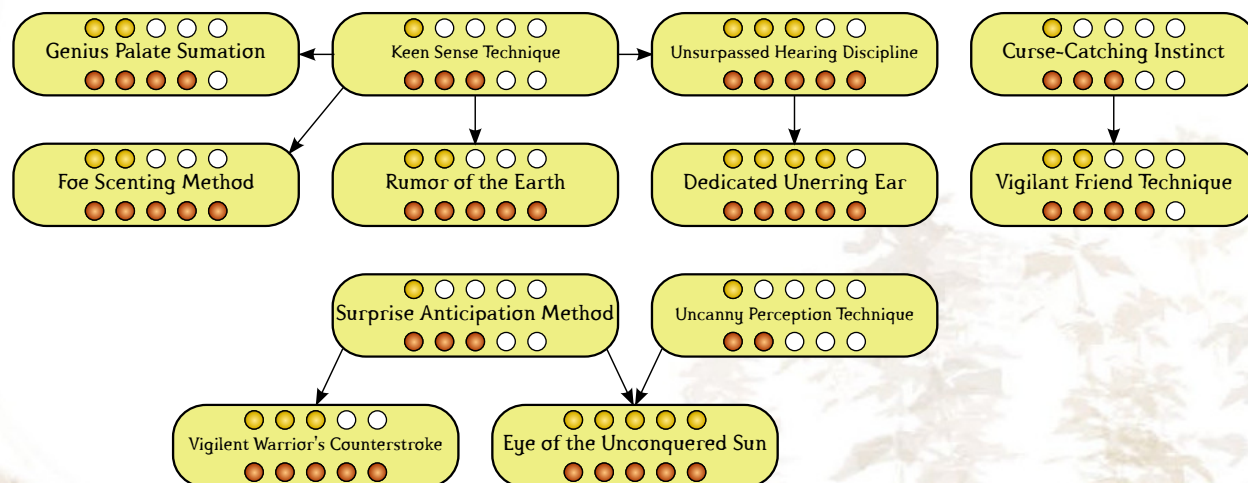 Genius Palate Sumation
Keen Sense Technique
Unsurpassed Hearing Discipline
Curse-Catching Instinct
Foe Scenting Method
Rumor of the Earth
Dedicated Unerring Ear
Vigilant Friend Technique
Surprise Anticipation Method
Uncanny Perception Technique
Vigilent Warrior's Counterstroke
Eye of the Unconquered Sun